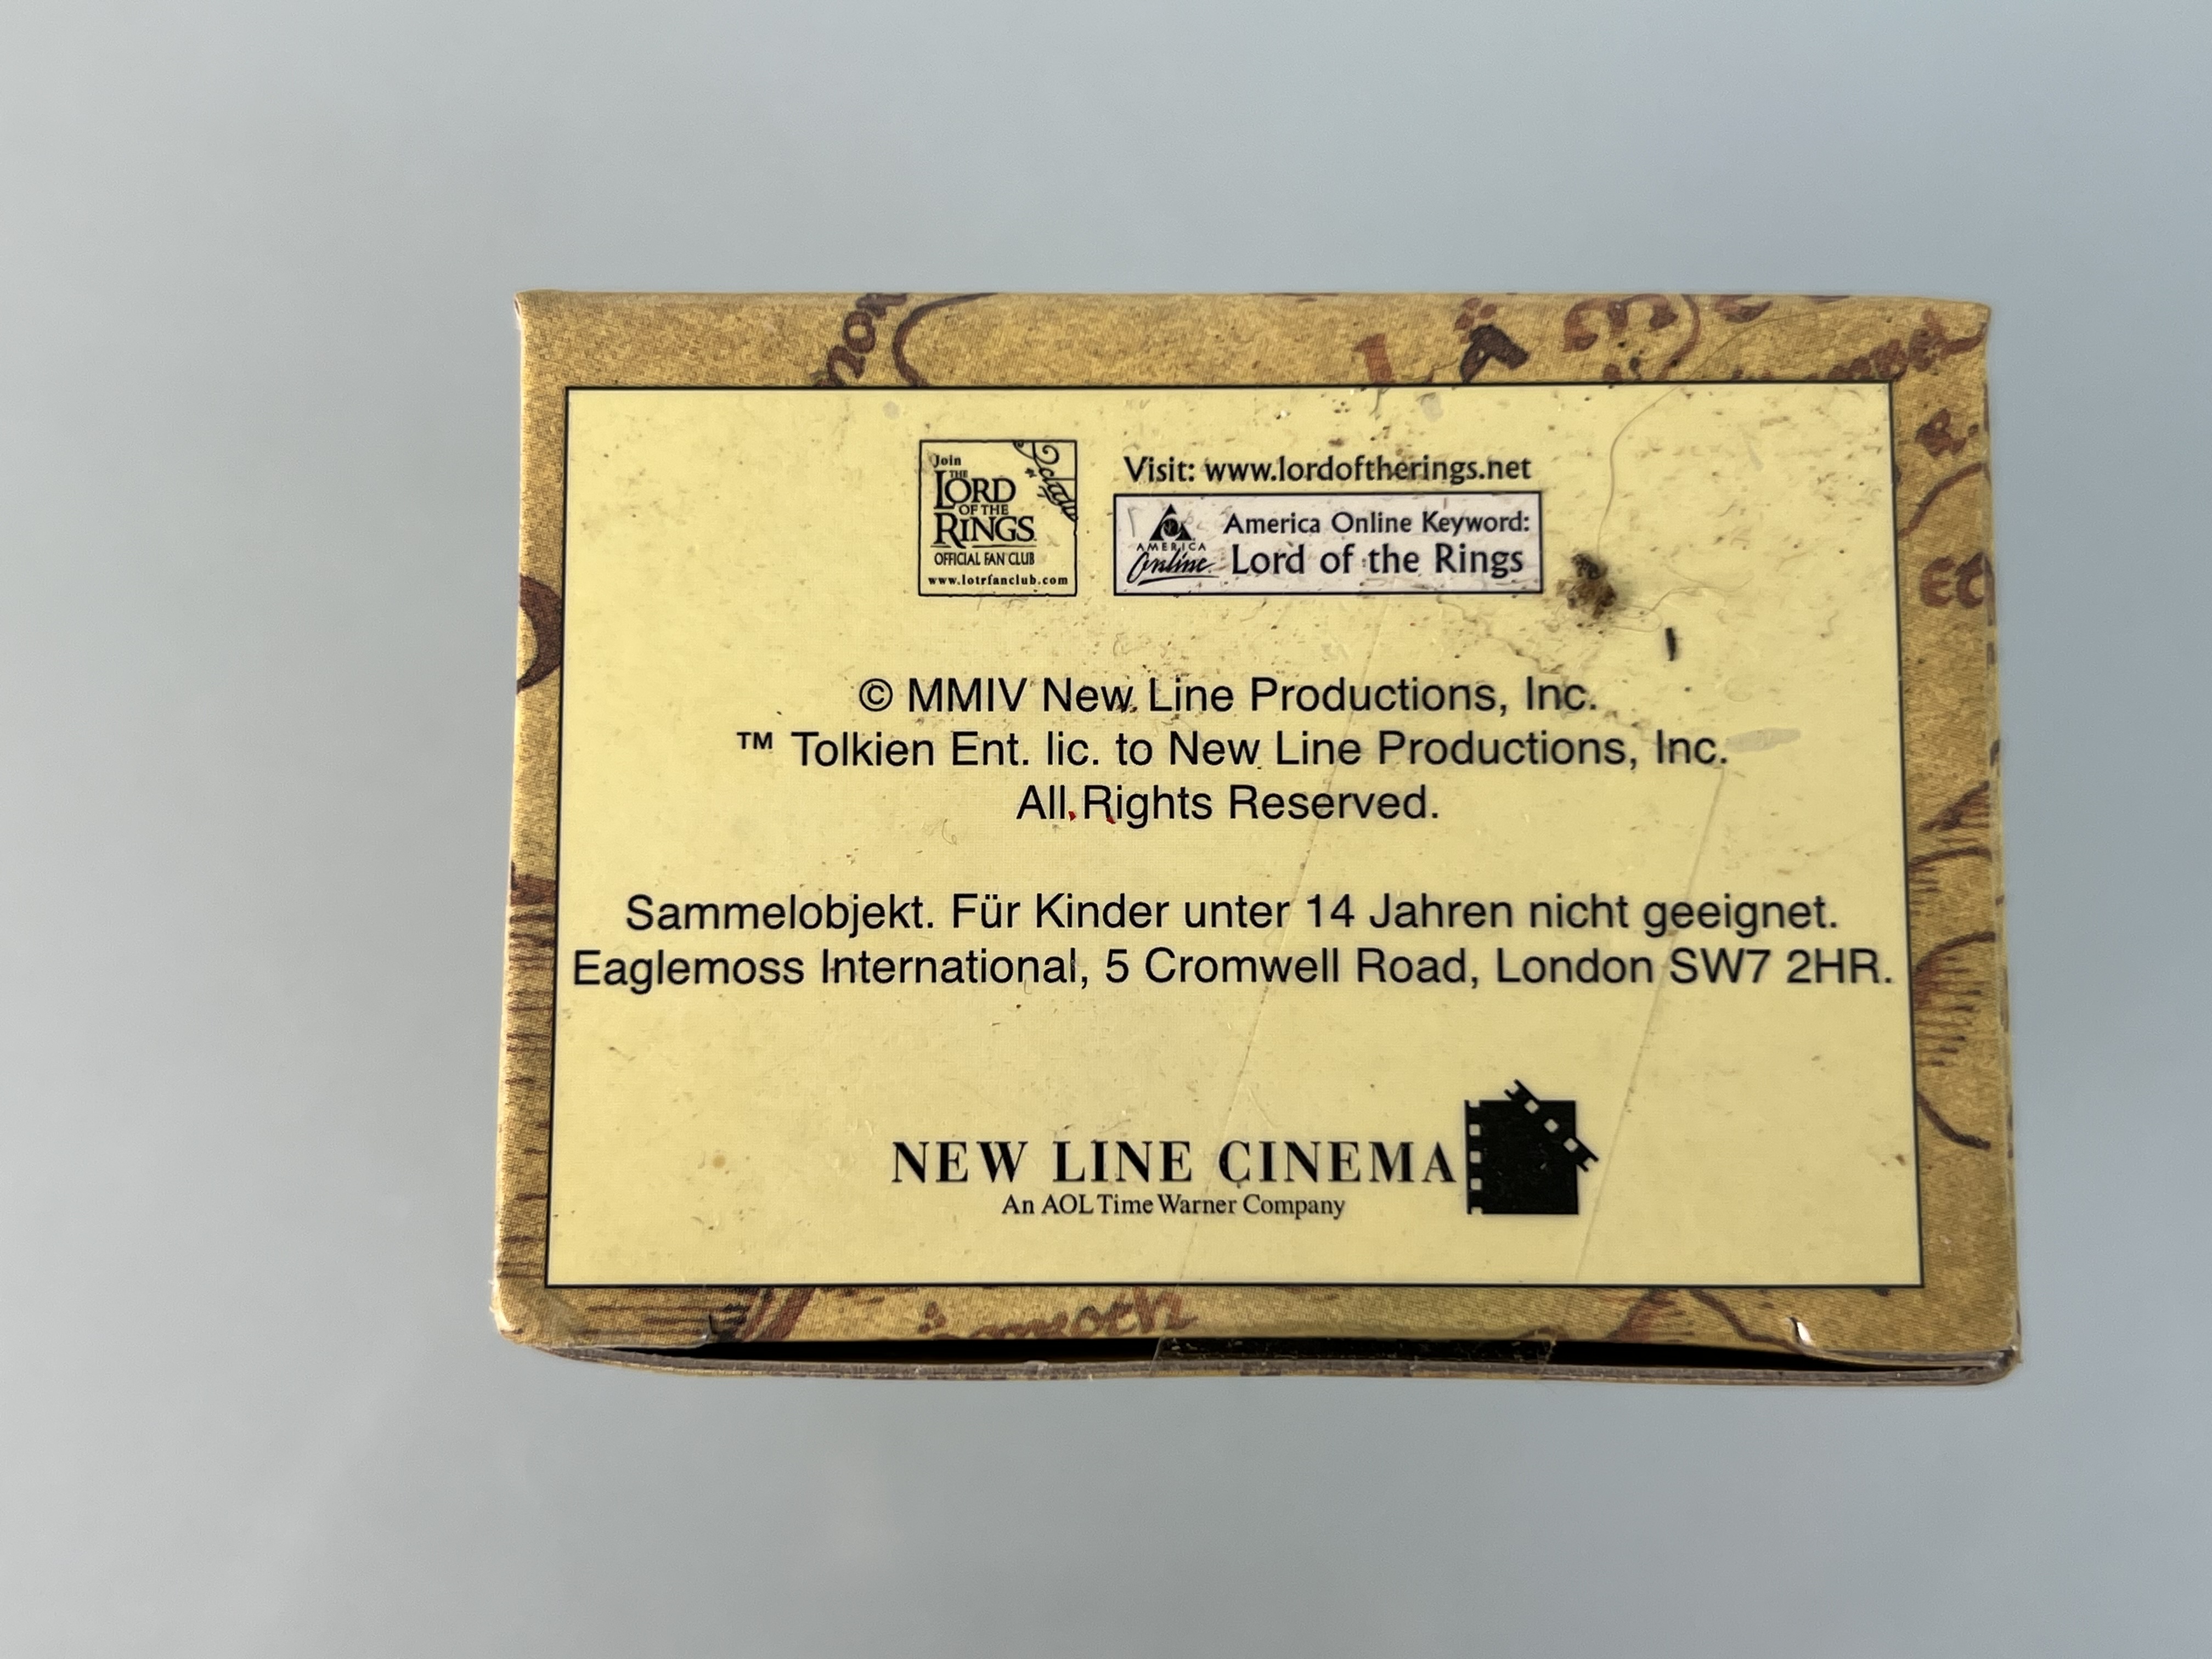 Join
THE
LORD
OF THE
RINGS
OFFICIAL FAN CLUB
www.lotrfanclub.com
Visit: www.lordoftherings.net
AMERICA
Online
America Online Keyword:
Lord of the Rings
© MMIV New Line Productions, Inc.
™ Tolkien Ent. lic. to New Line Productions, Inc.
All Rights Reserved.
Sammelobjekt. Für Kinder unter 14 Jahren nicht geeignet.
Eaglemoss International, 5 Cromwell Road, London SW7 2HR.
NEW LINE CINEMA
An AOL Time Warner Company